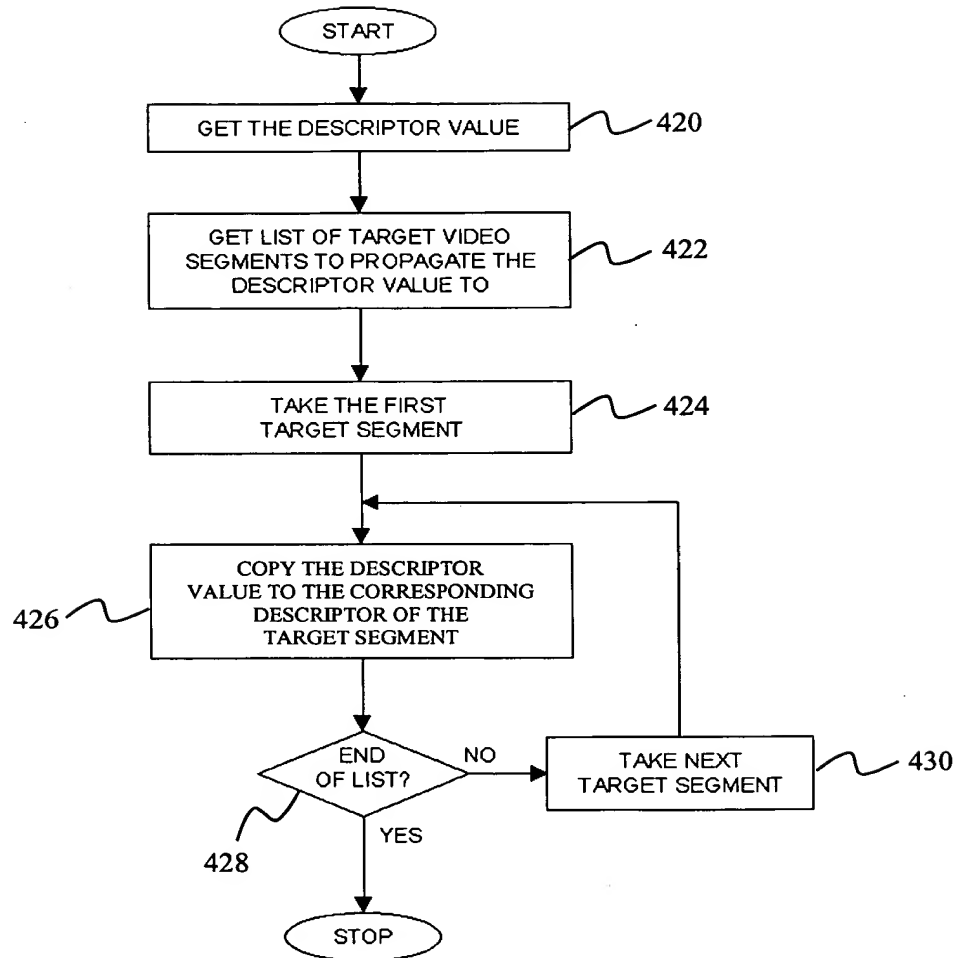 START
GET THE DESCRIPTOR VALUE
420
GET LIST OF TARGET VIDEO
SEGMENTS TO PROPAGATE THE
DESCRIPTOR VALUE TO
422
TAKE THE FIRST
TARGET SEGMENT
424
COPY THE DESCRIPTOR
VALUE TO THE CORRESPONDING
DESCRIPTOR OF THE
TARGET SEGMENT
426
END
OF LIST?
NO
TAKE NEXT
TARGET SEGMENT
430
428
YES
STOP